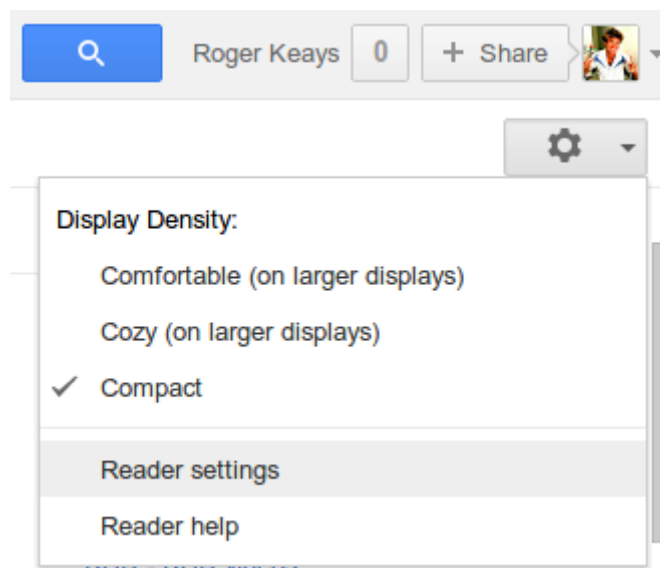 Roger Keays 0 + Share
Display Density:
Comfortable (on larger displays)
Cozy (on larger displays)
Compact
Reader settings
Reader help